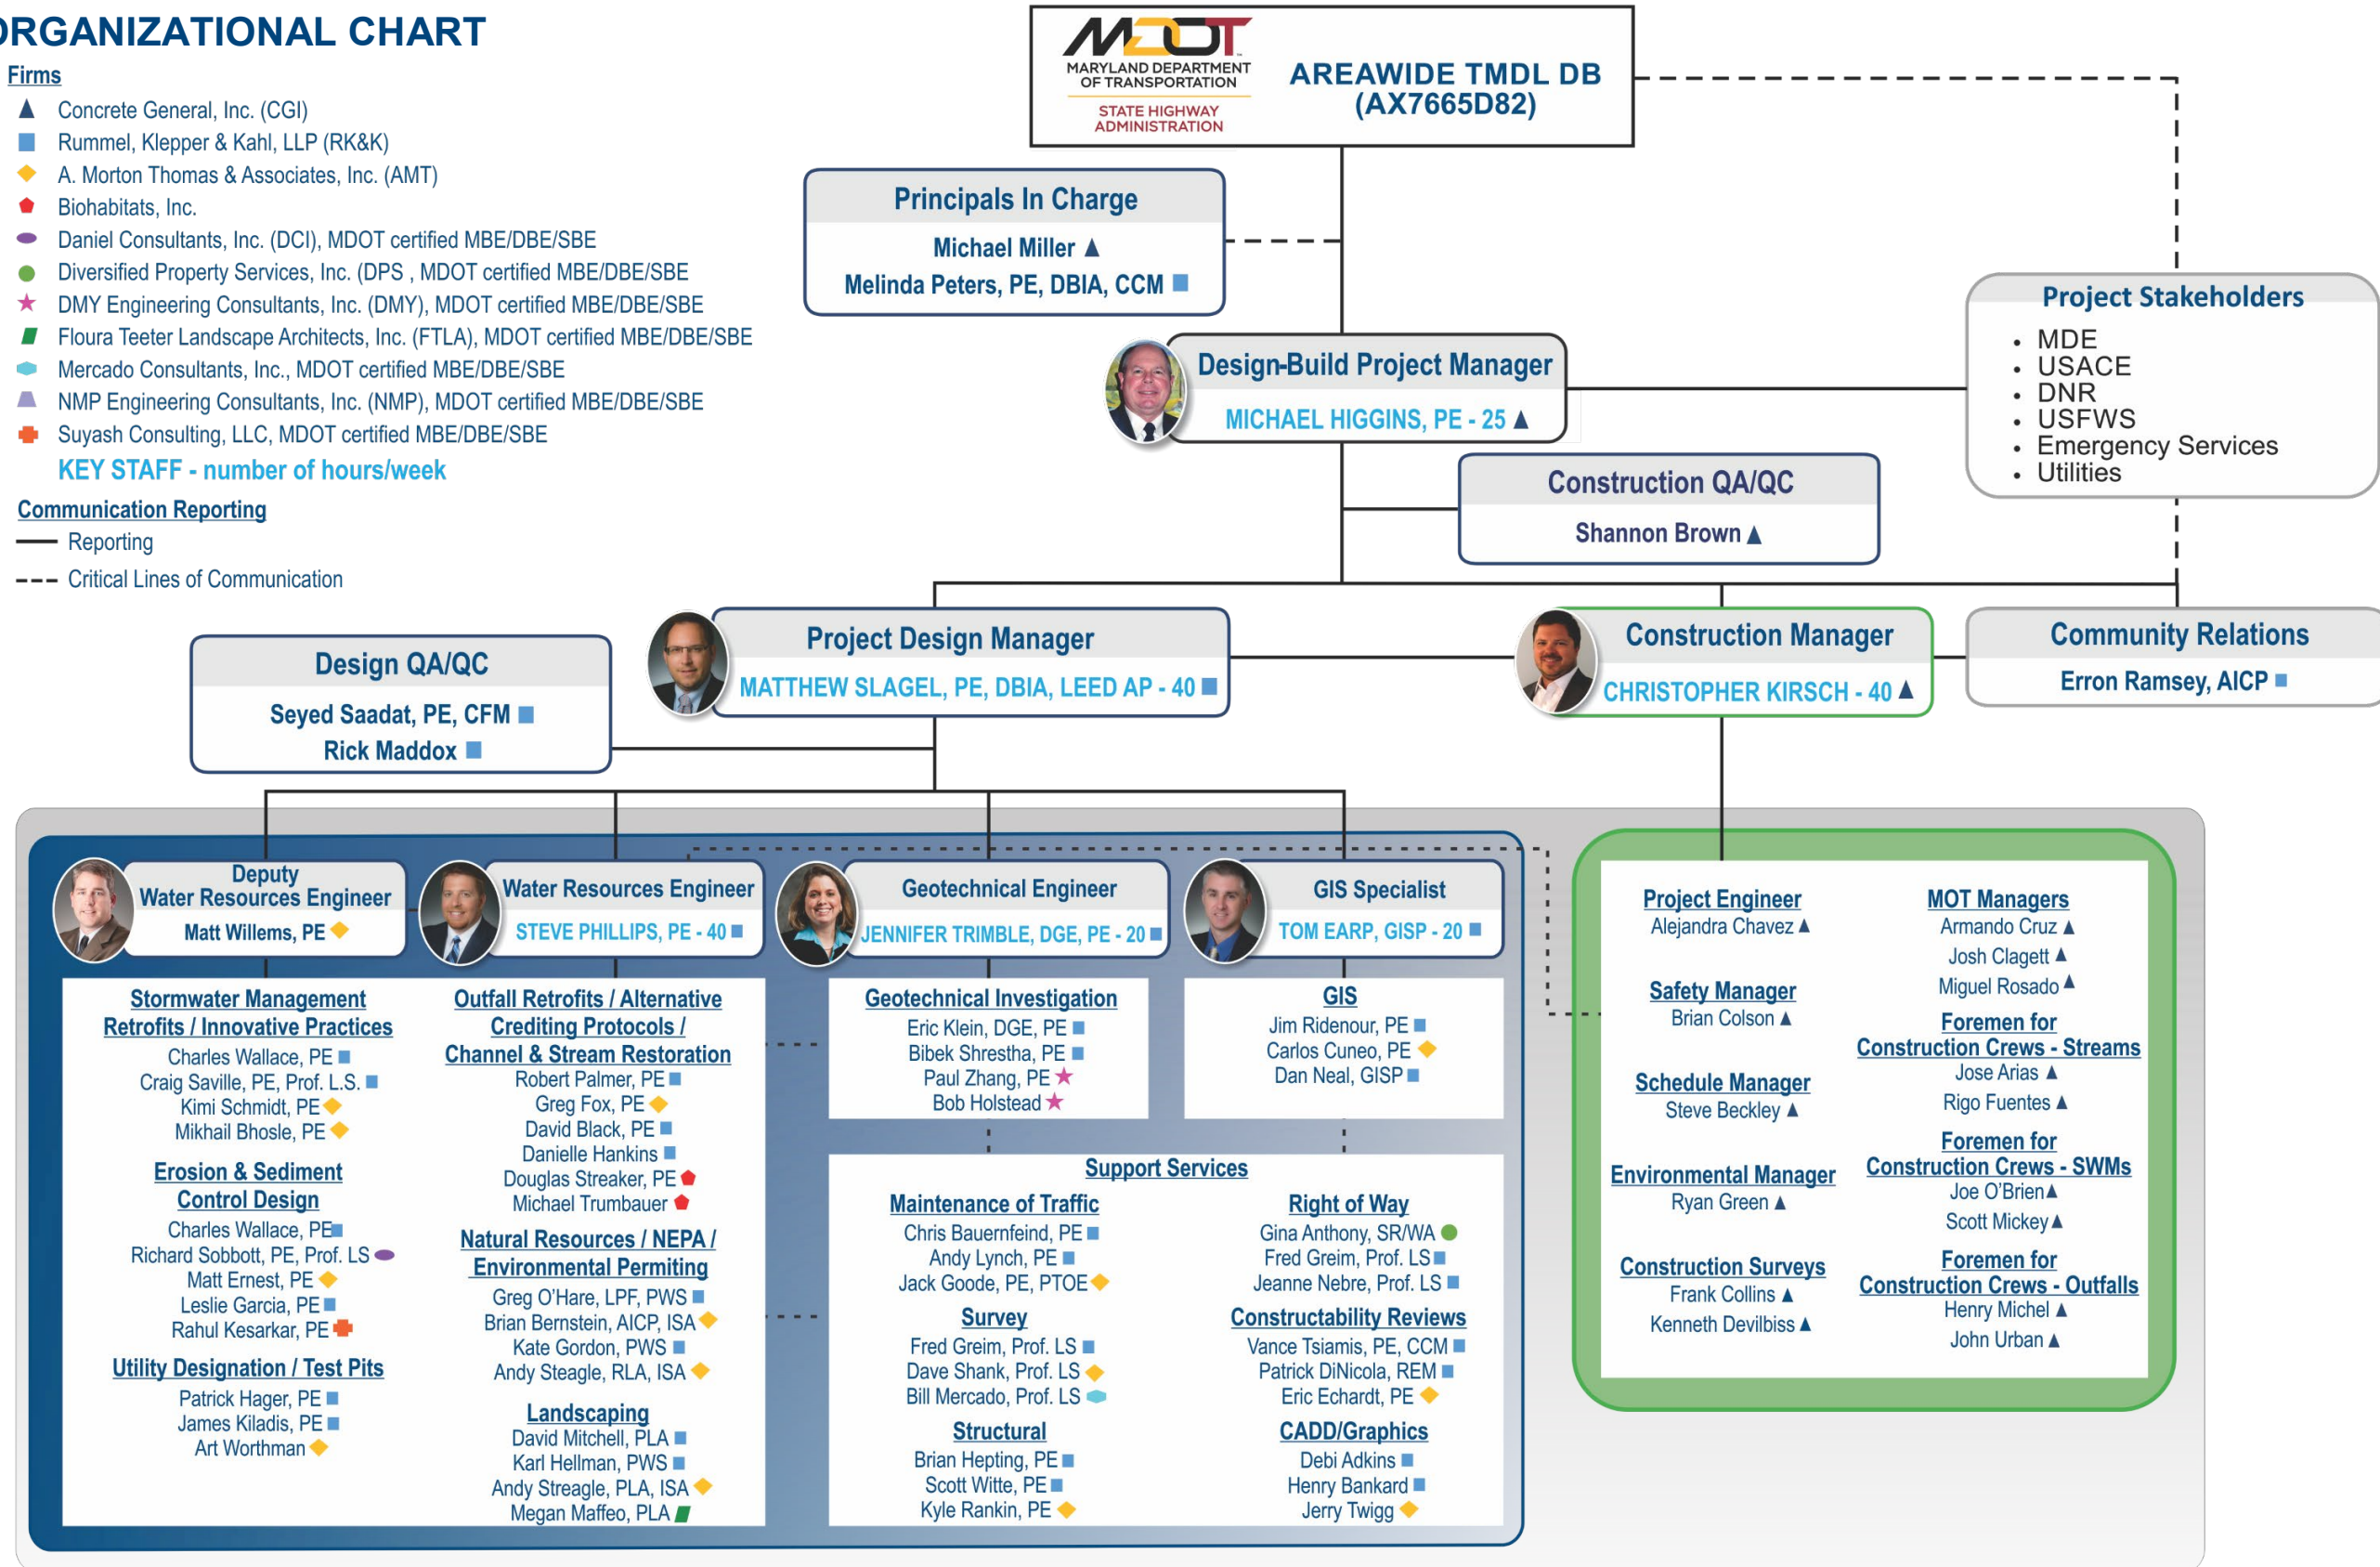 ORGANIZATIONAL CHART
Firms
Concrete General, Inc. (CGI)
Rummel, Klepper & Kahl, LLP (RK&K)
A. Morton Thomas & Associates, Inc. (AMT)
Biohabitats, Inc.
Daniel Consultants, Inc. (DCI), MDOT certified MBE/DBE/SBE
Diversified Property Services, Inc. (DPS , MDOT certified MBE/DBE/SBE
DMY Engineering Consultants, Inc. (DMY), MDOT certified MBE/DBE/SBE
Floura Teeter Landscape Architects, Inc. (FTLA), MDOT certified MBE/DBE/SBE
Mercado Consultants, Inc., MDOT certified MBE/DBE/SBE
NMP Engineering Consultants, Inc. (NMP), MDOT certified MBE/DBE/SBE
Suyash Consulting, LLC, MDOT certified MBE/DBE/SBE
KEY STAFF - number of hours/week
Communication Reporting
Reporting
Critical Lines of Communication
MDOT
MARYLAND DEPARTMENT
OF TRANSPORTATION
STATE HIGHWAY
ADMINISTRATION
AREAWIDE TMDL DB
(AX7665D82)
Principals In Charge
Michael Miller
Melinda Peters, PE, DBIA, CCM
Design-Build Project Manager
MICHAEL HIGGINS, PE - 25
Project Stakeholders
• MDE
• USACE
• DNR
• USFWS
• Emergency Services
• Utilities
Construction QA/QC
Shannon Brown
Design QA/QC
Seyed Saadat, PE, CFM
Rick Maddox
Project Design Manager
MATTHEW SLAGEL, PE, DBIA, LEED AP - 40
Construction Manager
CHRISTOPHER KIRSCH - 40
Community Relations
Erron Ramsey, AICP
Deputy
Water Resources Engineer
Matt Willems, PE
Water Resources Engineer
STEVE PHILLIPS, PE - 40
Geotechnical Engineer
JENNIFER TRIMBLE, DGE, PE - 20
GIS Specialist
TOM EARP, GISP - 20
Stormwater Management
Retrofits / Innovative Practices
Charles Wallace, PE
Craig Saville, PE, Prof. L.S.
Kimi Schmidt, PE
Mikhail Bhosle, PE
Erosion & Sediment
Control Design
Charles Wallace, PE
Richard Sobbott, PE, Prof. LS
Matt Ernest, PE
Leslie Garcia, PE
Rahul Kesarkar, PE
Utility Designation / Test Pits
Patrick Hager, PE
James Kiladis, PE
Art Worthman
Outfall Retrofits / Alternative
Crediting Protocols /
Channel & Stream Restoration
Robert Palmer, PE
Greg Fox, PE
David Black, PE
Danielle Hankins
Douglas Streaker, PE
Michael Trumbauer
Natural Resources / NEPA /
Environmental Permiting
Greg O'Hare, LPF, PWS
Brian Bernstein, AICP, ISA
Kate Gordon, PWS
Andy Steagle, RLA, ISA
Landscaping
David Mitchell, PLA
Karl Hellman, PWS
Andy Streagle, PLA, ISA
Megan Maffeo, PLA
Geotechnical Investigation
Eric Klein, DGE, PE
Bibek Shrestha, PE
Paul Zhang, PE
Bob Holstead
GIS
Jim Ridenour, PE
Carlos Cuneo, PE
Dan Neal, GISP
Support Services
Maintenance of Traffic
Chris Bauernfeind, PE
Andy Lynch, PE
Jack Goode, PE, PTOE
Survey
Fred Greim, Prof. LS
Dave Shank, Prof. LS
Bill Mercado, Prof. LS
Structural
Brian Hepting, PE
Scott Witte, PE
Kyle Rankin, PE
Right of Way
Gina Anthony, SR/WA
Fred Greim, Prof. LS
Jeanne Nebre, Prof. LS
Constructability Reviews
Vance Tsiamis, PE, CCM
Patrick DiNicola, REM
Eric Echardt, PE
CADD/Graphics
Debi Adkins
Henry Bankard
Jerry Twigg
Project Engineer
Alejandra Chavez
Safety Manager
Brian Colson
Schedule Manager
Steve Beckley
Environmental Manager
Ryan Green
Construction Surveys
Frank Collins
Kenneth Devilbiss
MOT Managers
Armando Cruz
Josh Clagett
Miguel Rosado
Foremen for
Construction Crews - Streams
Jose Arias
Rigo Fuentes
Foremen for
Construction Crews - SWMs
Joe O'Brien
Scott Mickey
Foremen for
Construction Crews - Outfalls
Henry Michel
John Urban